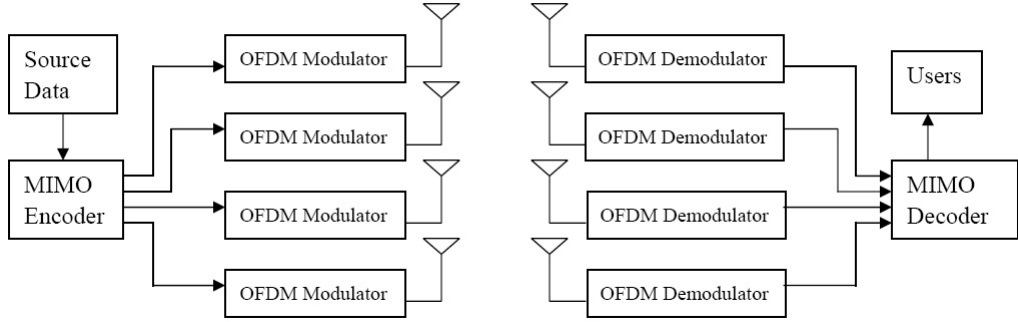 Source
Data
MIMO
Encoder
OFDM Modulator
OFDM Modulator
OFDM Modulator
OFDM Modulator
OFDM Demodulator
OFDM Demodulator
OFDM Demodulator
OFDM Demodulator
Users
MIMO
Decoder